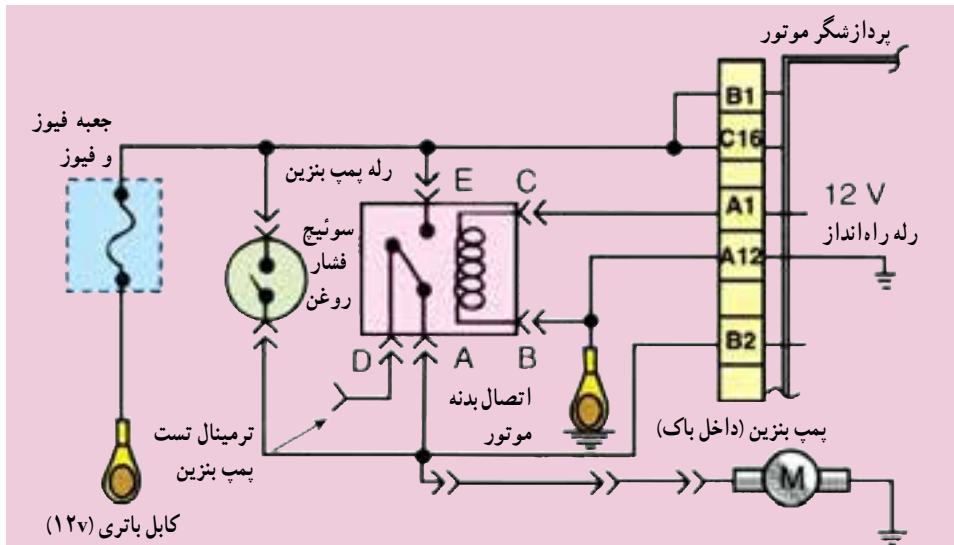 پردازشگر موتور
B1
جعبه فیوز
و فیوز
C16
رله پمپ بنزین
E
C
A1
12 V
رله راه‌انداز
سوئیچ
فشار
روغن
A12
B2
D
A
B
اتصال بدنه
موتور
ترمینال تست
پمپ بنزین
پمپ بنزین (داخل باک)
M
کابل باتری (۱۲v)